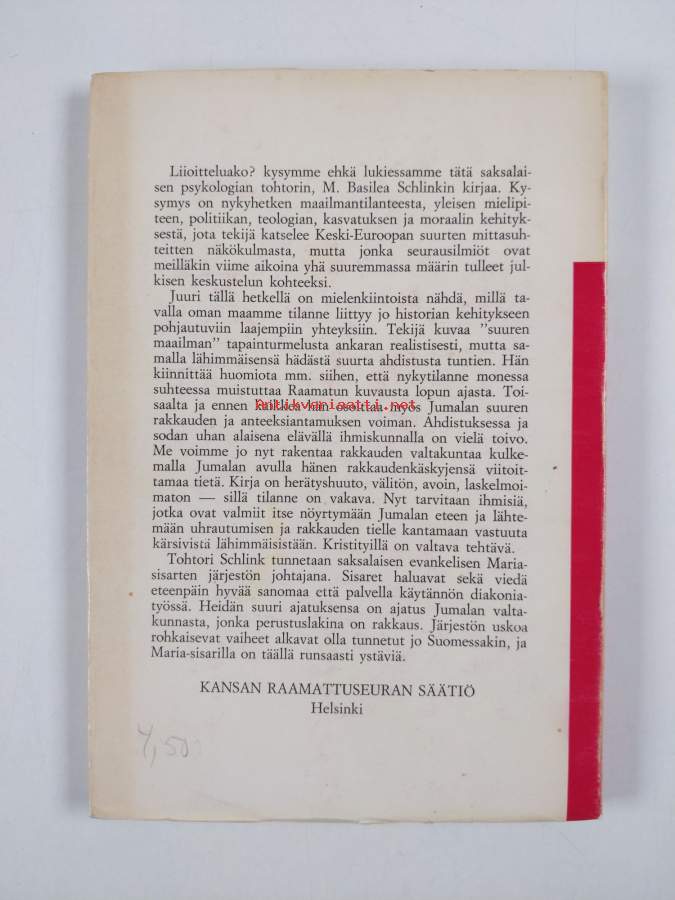 Liioitteluako? kysymme ehkä lukiessamme tätä saksalai-
sen psykologian tohtorin, M. Basilea Schlinkin kirjaa. Ky-
symys on nykyhetken maailmantilanteesta, yleisen mielipi-
teen, politiikan, teologian, kasvatuksen ja moraalin kehityk-
sestä, jota tekijä katselee Keski-Euroopan suurten mittasuh-
teitten näkökulmasta, mutta jonka seurausilmiöt ovat
meilläkin viime aikoina yhä suuremmassa määrin tulleet jul-
kisen keskustelun kohteeksi.
Juuri tällä hetkellä on mielenkiintoista nähdä, millä ta-
valla oman maamme tilanne liittyy jo historian kehitykseen
pohjautuviin laajempiin yhteyksiin. Tekijä kuvaa ”suuren
maailman” tapainturmelusta ankaran realistisesti, mutta sa-
malla lähimmäisensä hädästä suurta ahdistusta tuntien. Hän
kiinnittää huomiota mm. siihen, että nykytilanne monessa
suhteessa muistuttaa Raamatun kuvausta lopun ajasta. Toi-
saalta ja ennen kaikkea hän osoittaa myös Jumalan suuren
Antikvariaatti.net
rakkauden ja anteeksiantamuksen voiman. Ahdistuksessa ja
sodan uhan alaisena elävällä ihmiskunnalla on vielä toivo.
Me voimme jo nyt rakentaa rakkauden valtakuntaa kulke-
malla Jumalan avulla hänen rakkaudenkäskyjensä viitoit-
tamaa tietä. Kirja on herätyshuuto, välitön, avoin, laskelmoi-
maton — sillä tilanne on vakava. Nyt tarvitaan ihmisiä,
jotka ovat valmiit itse nöyrtymään Jumalan eteen ja lähte-
mään uhrautumisen ja rakkauden tielle kantamaan vastuuta
kärsivistä lähimmäisistään. Kristityillä on valtava tehtävä.
Tohtori Schlink tunnetaan saksalaisen evankelisen Maria-
sisarten järjestön johtajana. Sisaret haluavat sekä viedä
eteenpäin hyvää sanomaa että palvella käytännön diakonia-
työssä. Heidän suuri ajatuksensa on ajatus Jumalan valta-
kunnasta, jonka perustuslakina on rakkaus. Järjestön uskoa
rohkaisevat vaiheet alkavat olla tunnetut jo Suomessakin, ja
Maria-sisarilla on täällä runsaasti ystäviä.
KANSAN RAAMATTUSEURAN SÄÄTIÖ
Helsinki
4,50